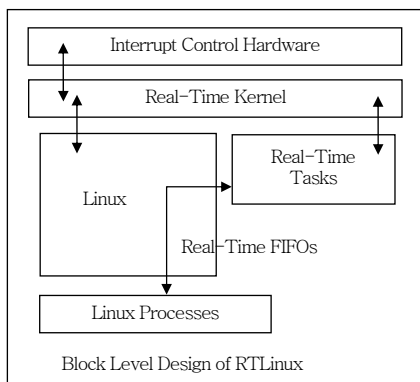 Interrupt Control Hardware
Real-Time Kernel
Real-Time
Tasks
Linux
Real-Time FIFOs
Linux Processes
Block Level Design of RTLinux